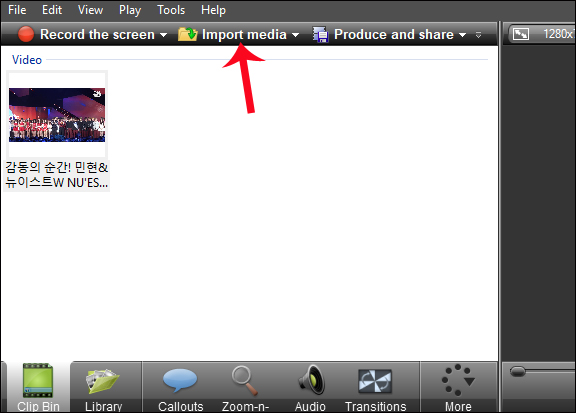 File Edit View Play Tools Help
Record the screen Import media Produce and share 1280x
Video
감동의 순간! 민현&
뉴이스트W NU'ES...
Clip Bin Library Callouts Zoom-n- Audio Transitions More